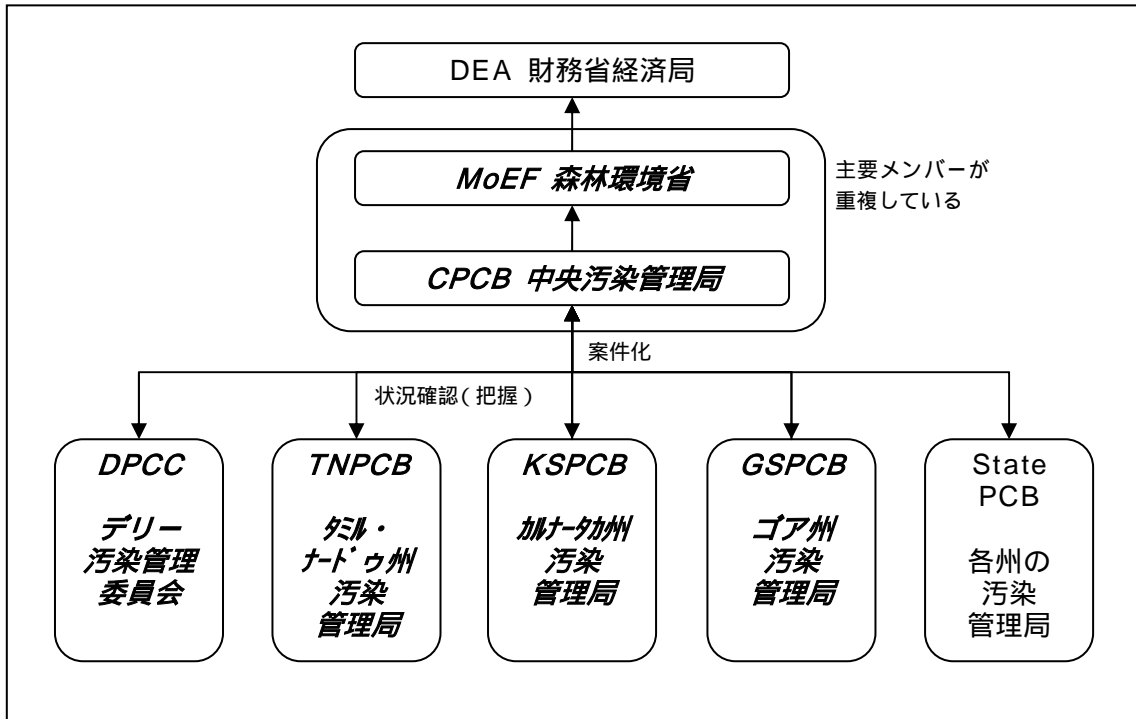 DEA 財務省経済局
MoEF 森林環境省
主要メンバーが
重複している
CPCB 中央汚染管理局
案件化
状況確認(把握)
DPCC
デリー
汚染管理
委員会
TNPCB
ﾀﾐﾙ・
ﾅｰﾄﾞｩ州
汚染
管理局
KSPCB
ｶﾙﾅｰﾀｶ州
汚染
管理局
GSPCB
ゴア州
汚染
管理局
State
PCB
各州の
汚染
管理局